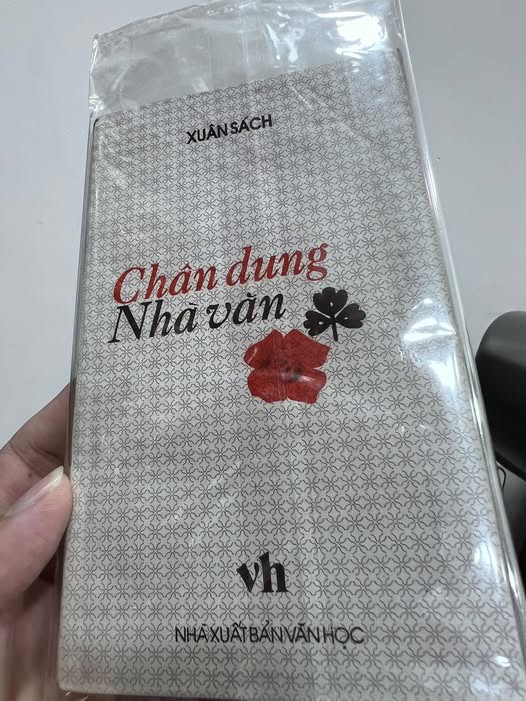 XUÂN SÁCH
Chân dung
Nhà văn
vh
NHÀ XUẤT BẢN VĂN HỌC